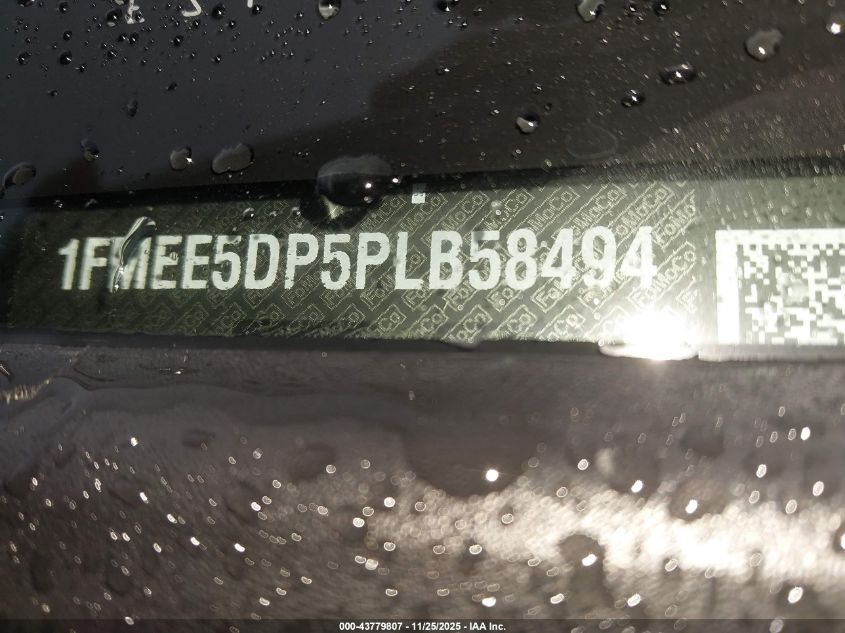 1FMEE5DP5PLB58494
000-43779807 - 11/25/2025 - IAA Inc.